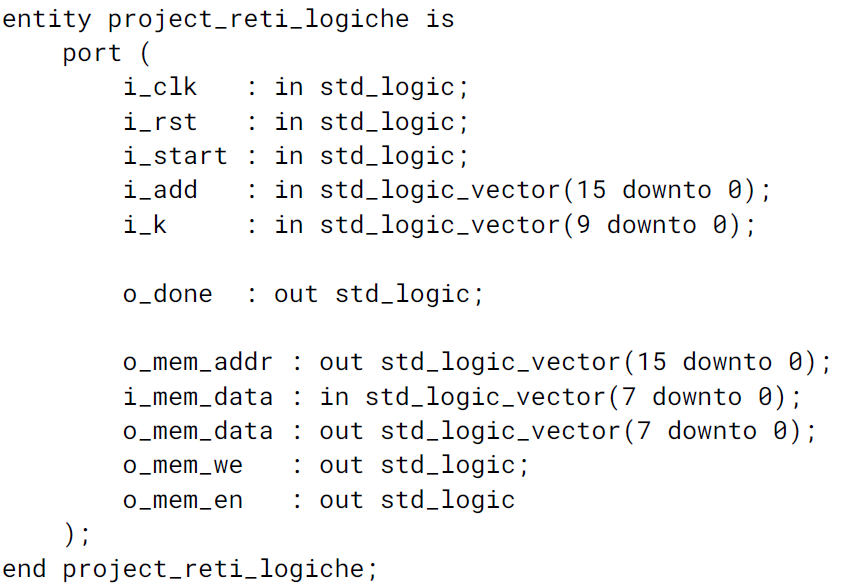 entity project_reti_logiche is
    port (
        i_clk   : in std_logic;
        i_rst   : in std_logic;
        i_start : in std_logic;
        i_add   : in std_logic_vector(15 downto 0);
        i_k     : in std_logic_vector(9 downto 0);

        o_done  : out std_logic;

        o_mem_addr : out std_logic_vector(15 downto 0);
        i_mem_data : in std_logic_vector(7 downto 0);
        o_mem_data : out std_logic_vector(7 downto 0);
        o_mem_we   : out std_logic;
        o_mem_en   : out std_logic
    );
end project_reti_logiche;